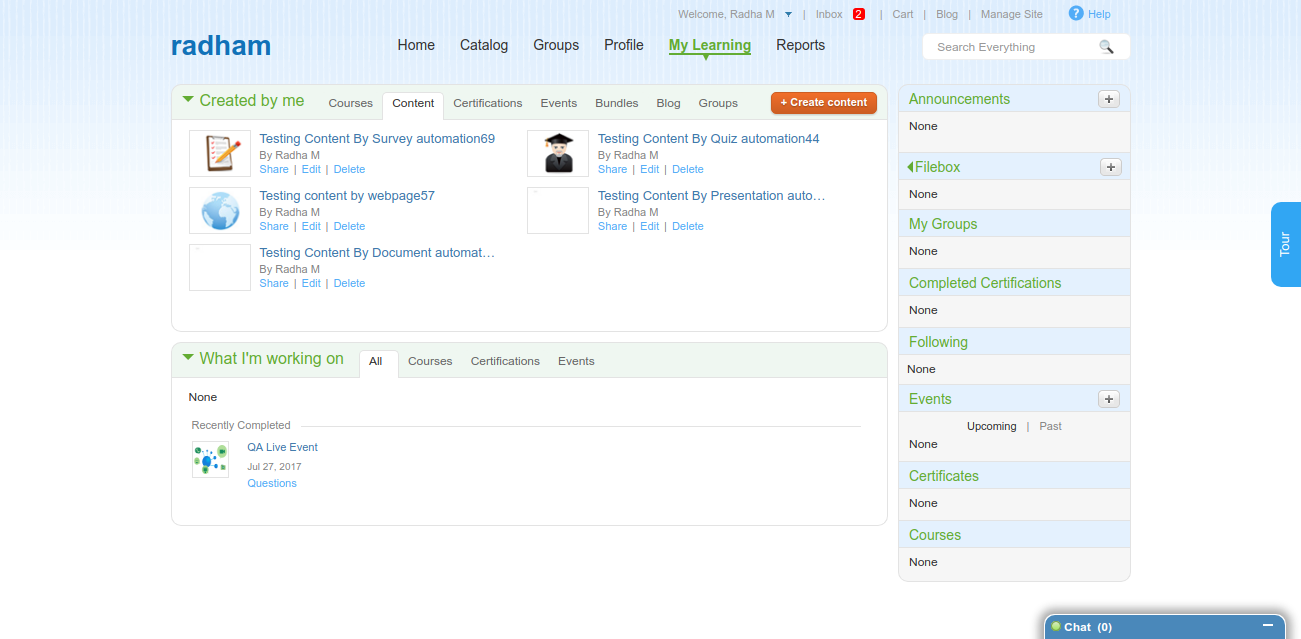 Welcome, Radha M | Inbox 2 | Cart | Blog | Manage Site ? Help
radham
Home Catalog Groups Profile My Learning Reports
Search Everything
Created by me Courses Content Certifications Events Bundles Blog Groups + Create content
Testing Content By Survey automation69
By Radha M
Share | Edit | Delete
Testing Content By Quiz automation44
By Radha M
Share | Edit | Delete
Testing content by webpage57
By Radha M
Share | Edit | Delete
Testing Content By Presentation auto…
By Radha M
Share | Edit | Delete
Testing Content By Document automat…
By Radha M
Share | Edit | Delete
What I'm working on All Courses Certifications Events
None
Recently Completed
QA Live Event
Jul 27, 2017
Questions
Announcements +
None
Filebox +
None
My Groups
None
Completed Certifications
None
Following
None
Events +
Upcoming | Past
None
Certificates
None
Courses
None
Tour
Chat (0)